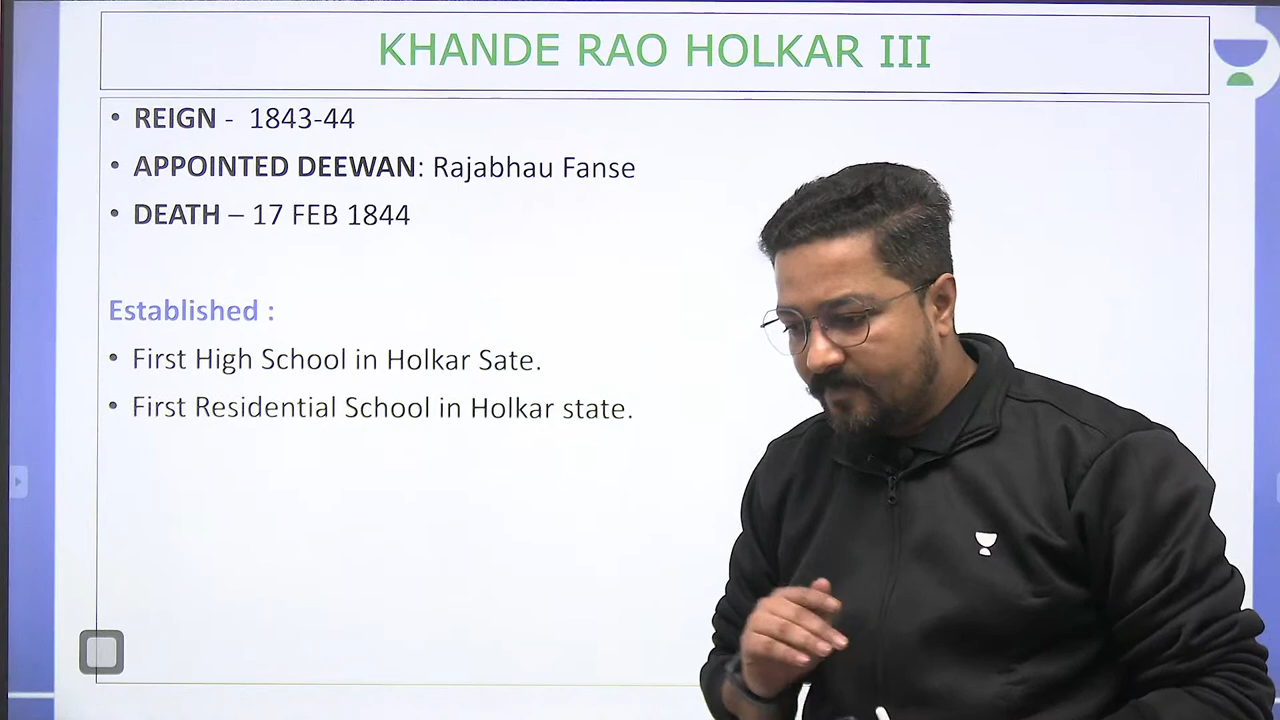 KHANDE RAO HOLKAR III
• REIGN - 1843-44
• APPOINTED DEEWAN: Rajabhau Fanse
• DEATH – 17 FEB 1844
Established :
• First High School in Holkar Sate.
• First Residential School in Holkar state.